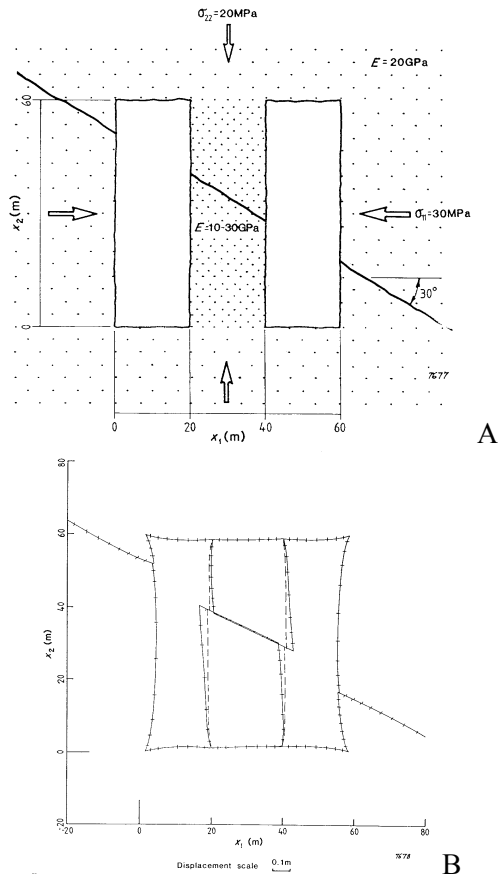 σ₂₂=20MPa
E=20GPa
60
x₂(m)
E=10-30GPa
σ₁₁=30MPa
30°
0
7677
0 20 40 60
x₁(m)
A
80
60
40
x₂(m)
20
0
-20
-20 0 20 40 60 80
x₁(m)
Displacement scale 0.1m
7678
B